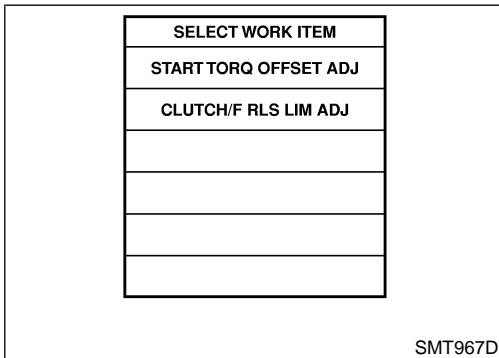 SELECT WORK ITEM
START TORQ OFFSET ADJ
CLUTCH/F RLS LIM ADJ
SMT967D